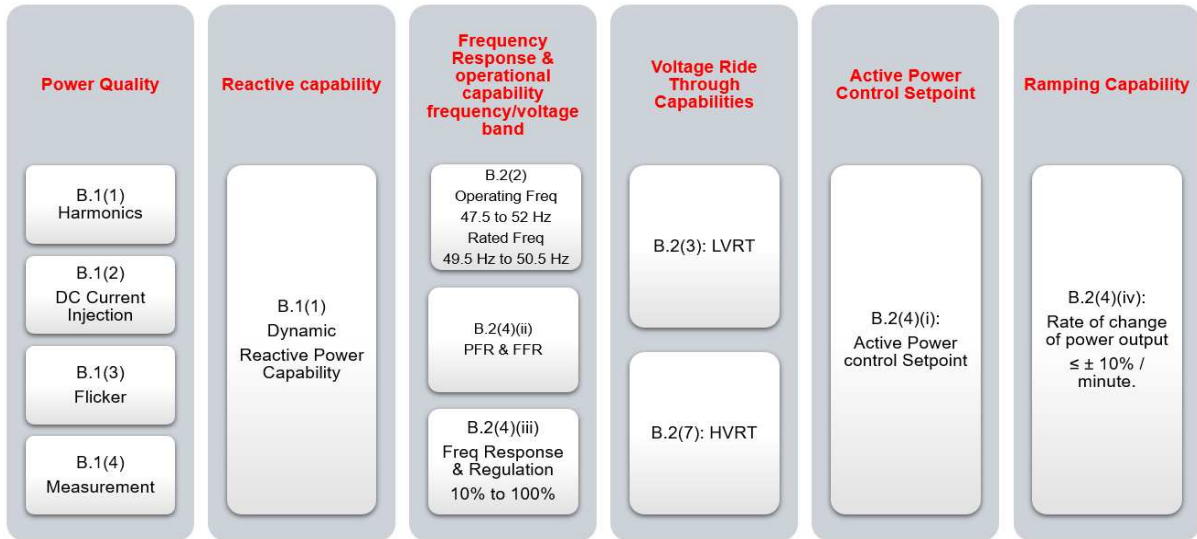 Power Quality
B.1(1)
Harmonics
B.1(2)
DC Current
Injection
B.1(3)
Flicker
B.1(4)
Measurement
Reactive capability
B.1(1)
Dynamic
Reactive Power
Capability
Frequency
Response &
operational
capability
frequency/voltage
band
B.2(2)
Operating Freq
47.5 to 52 Hz
Rated Freq
49.5 Hz to 50.5 Hz
B.2(4)(ii)
PFR & FFR
B.2(4)(iii)
Freq Response
& Regulation
10% to 100%
Voltage Ride
Through
Capabilities
B.2(3): LVRT
B.2(7): HVRT
Active Power
Control Setpoint
B.2(4)(i):
Active Power
control Setpoint
Ramping Capability
B.2(4)(iv):
Rate of change
of power output
≤ ± 10% /
minute.